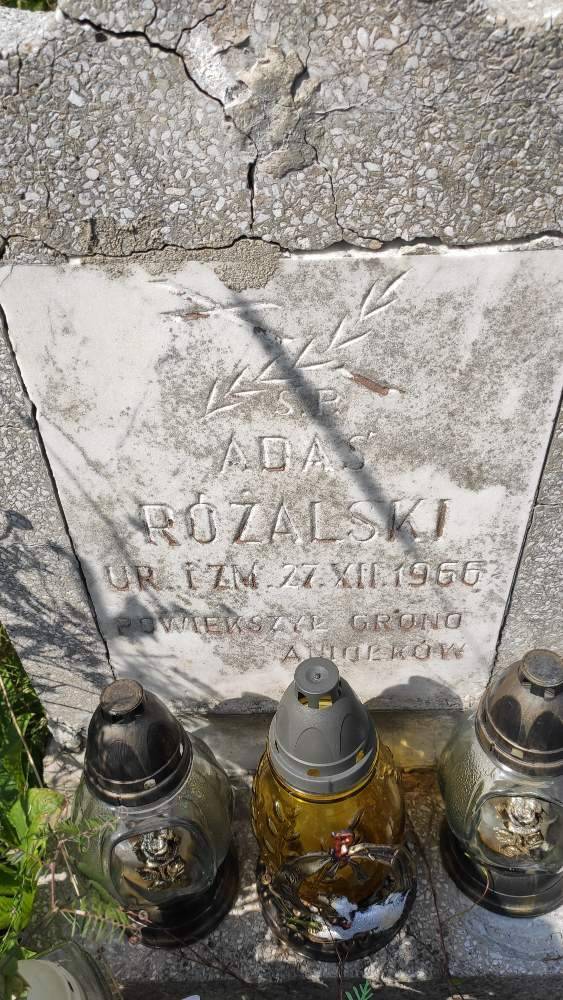 Ś.P.
ADAŚ
RÓŻALSKI
UR. I ZM. 27.XII.1966
POWIĘKSZYŁ GRONO
ANIOŁKÓW